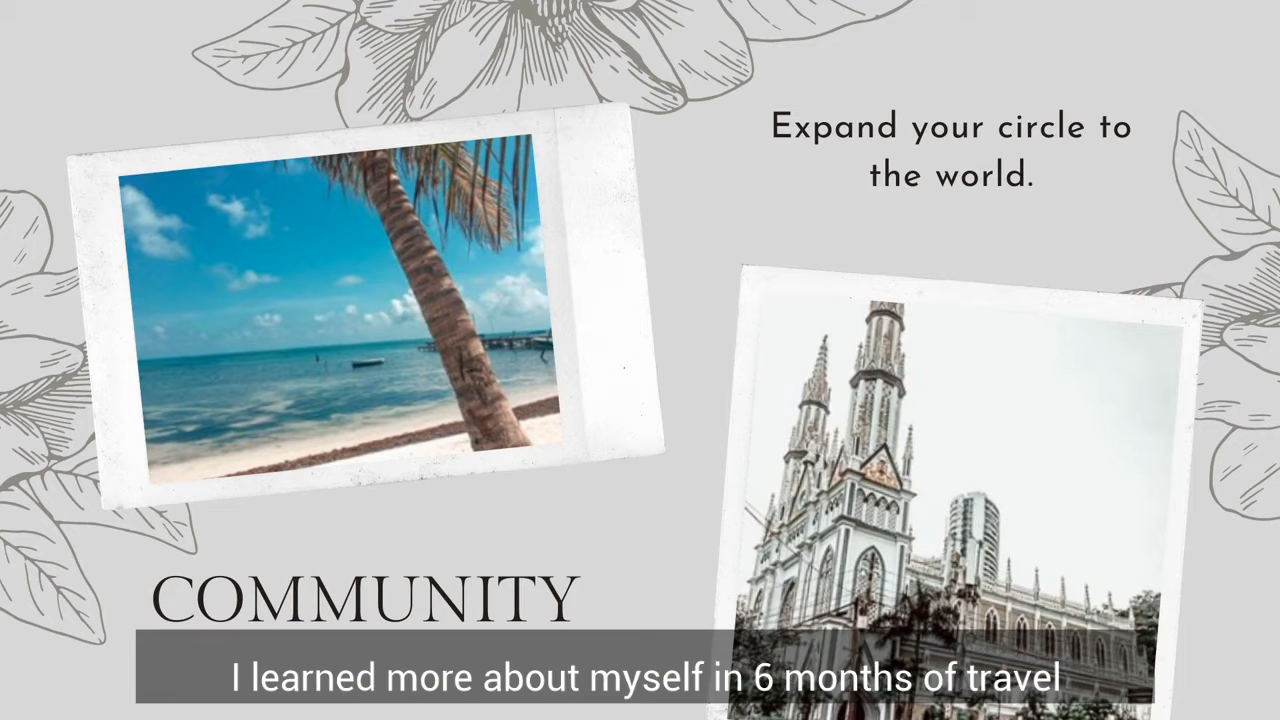 Expand your circle to
the world.
COMMUNITY
I learned more about myself in 6 months of travel